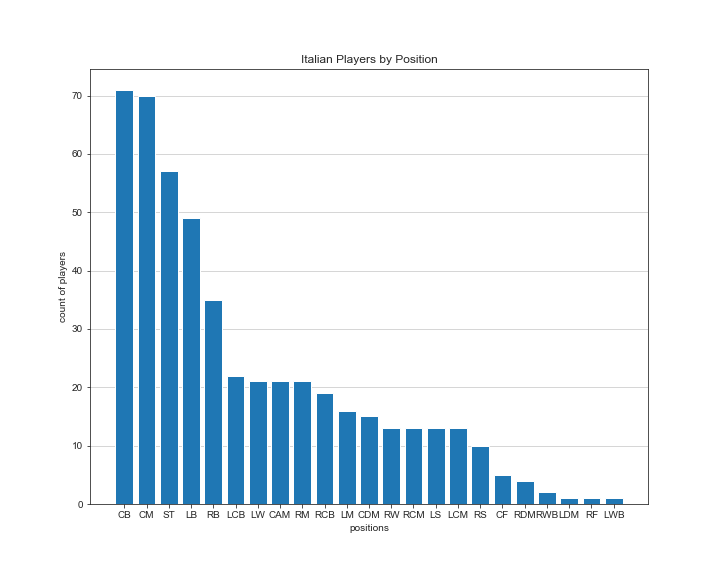 Italian Players by Position
count of players
70
60
50
40
30
20
10
0
CB CM ST LB RB LCB LW CAM RM RCB LM CDM RW RCM LS LCM RS CF RDM RWB LDM RF LWB
positions